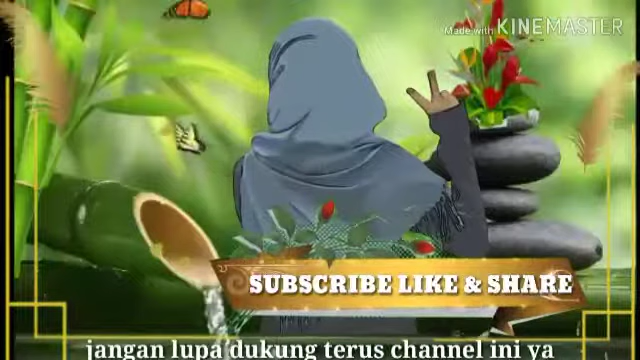 Made with KINEMASTER
SUBSCRIBE LIKE & SHARE
jangan lupa dukung terus channel ini ya